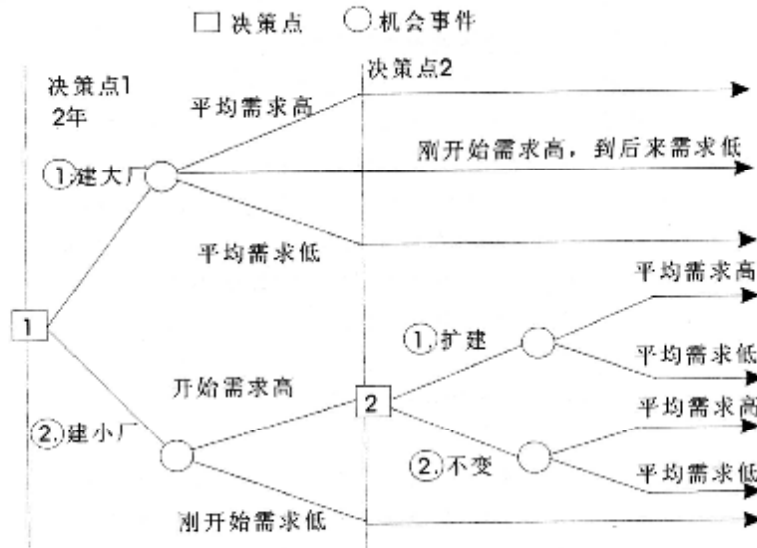 决策点 机会事件
决策点1
2年
决策点2
平均需求高
①.建大厂
刚开始需求高，到后来需求低
平均需求低
平均需求高
1
①.扩建
平均需求低
开始需求高
2
平均需求高
②.建小厂
②.不变
平均需求低
刚开始需求低